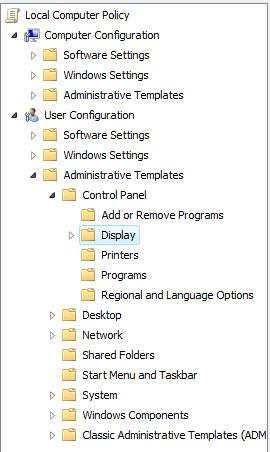 Local Computer Policy
Computer Configuration
Software Settings
Windows Settings
Administrative Templates
User Configuration
Software Settings
Windows Settings
Administrative Templates
Control Panel
Add or Remove Programs
Display
Printers
Programs
Regional and Language Options
Desktop
Network
Shared Folders
Start Menu and Taskbar
System
Windows Components
Classic Administrative Templates (ADM